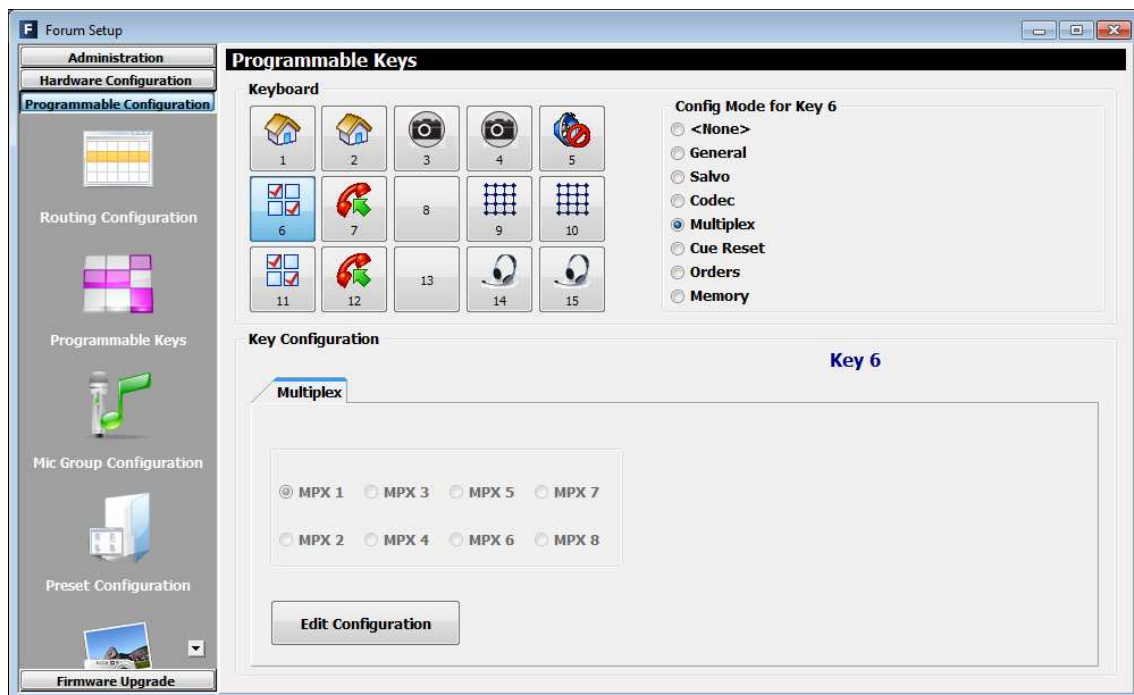 F Forum Setup
Administration
Hardware Configuration
Programmable Configuration
Routing Configuration
Programmable Keys
Mic Group Configuration
Preset Configuration
Firmware Upgrade
Programmable Keys
Keyboard
1 2 3 4 5
6 7 8 9 10
11 12 13 14 15
Config Mode for Key 6
<None>
General
Salvo
Codec
Multiplex
Cue Reset
Orders
Memory
Key Configuration
Key 6
Multiplex
MPX 1 MPX 3 MPX 5 MPX 7
MPX 2 MPX 4 MPX 6 MPX 8
Edit Configuration